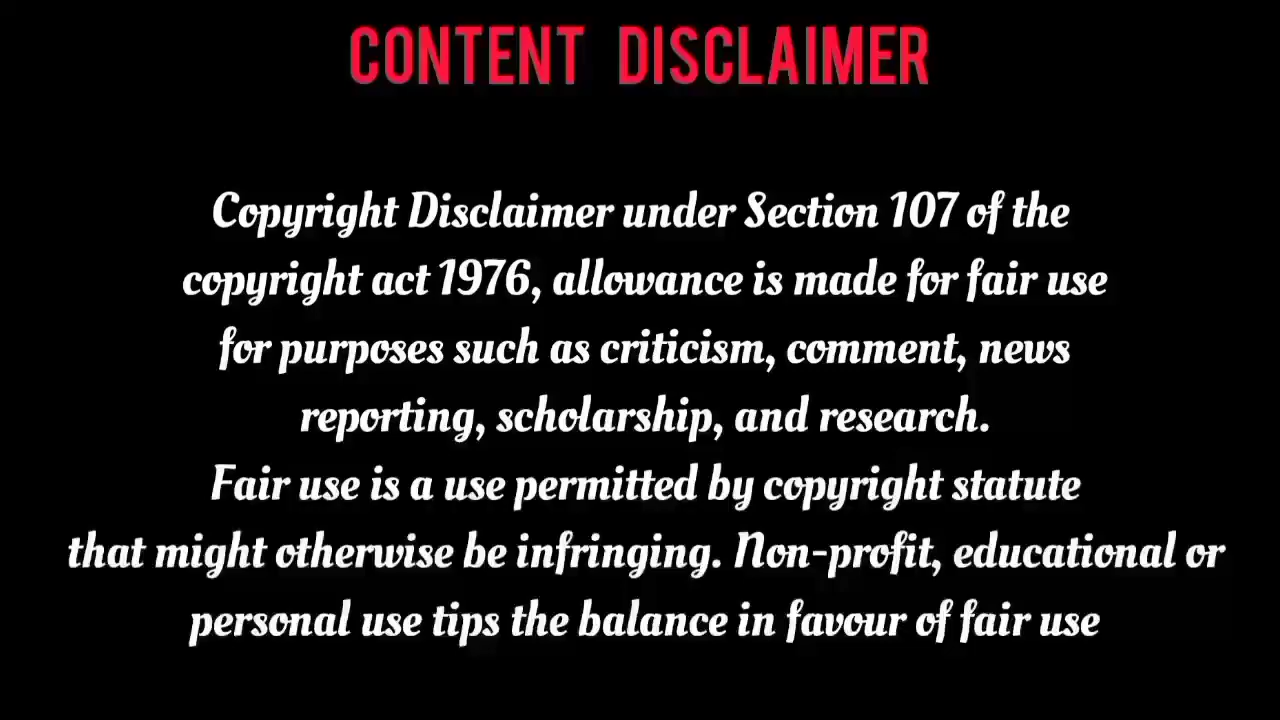 CONTENT DISCLAIMER
Copyright Disclaimer under Section 107 of the
copyright act 1976, allowance is made for fair use
for purposes such as criticism, comment, news
reporting, scholarship, and research.
Fair use is a use permitted by copyright statute
that might otherwise be infringing. Non-profit, educational or
personal use tips the balance in favour of fair use